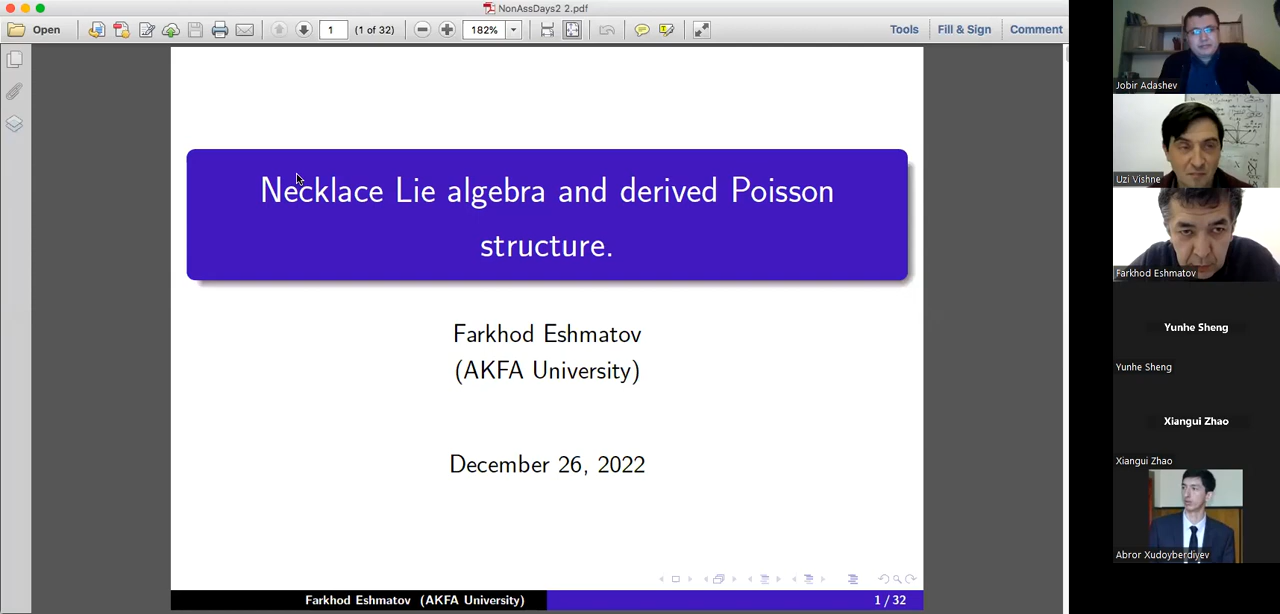 NonAssDays2 2.pdf
Open
1
(1 of 32)
182%
Tools
Fill & Sign
Comment
Necklace Lie algebra and derived Poisson
structure.
Farkhod Eshmatov
(AKFA University)
December 26, 2022
Farkhod Eshmatov (AKFA University)
1 / 32
Jobir Adashev
Uzi Vishne
Farkhod Eshmatov
Yunhe Sheng
Yunhe Sheng
Xiangui Zhao
Xiangui Zhao
Abror Xudoyberdiyev